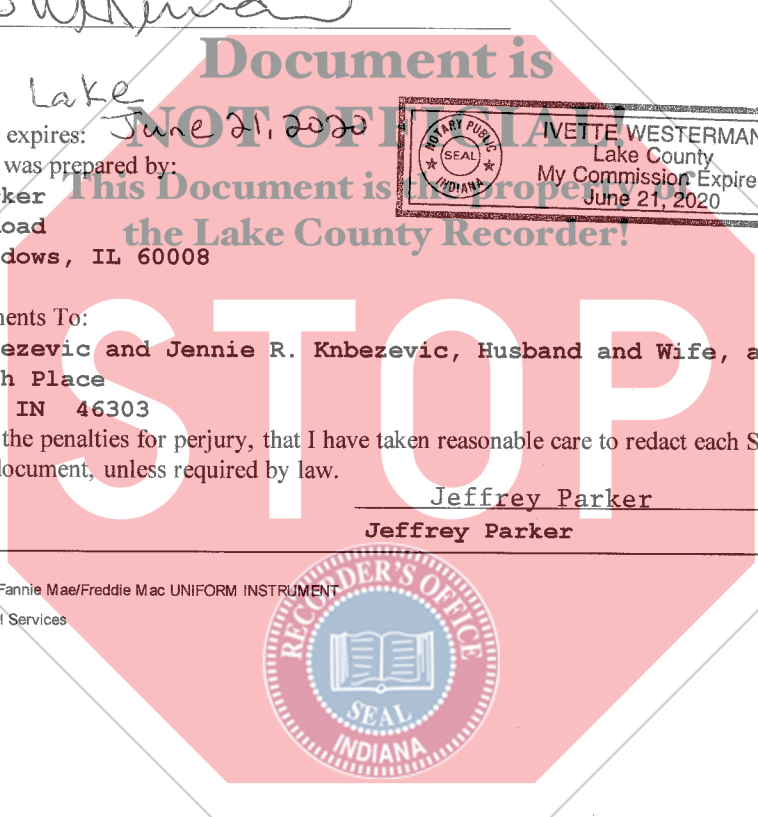 Document is
Lake
NOT OFFICIAL!
expires: June 21, 2020
NOTARY PUBLIC
SEAL
INDIANA
IVETTE WESTERMAN
Lake County
My Commission Expire
June 21, 2020
was prepared by:
This Document is the property of
ker
oad
the Lake County Recorder!
dows, IL 60008
STOP
ents To:
ezevic and Jennie R. Knbezevic, Husband and Wife, a
h Place
IN 46303
the penalties for perjury, that I have taken reasonable care to redact each S
ocument, unless required by law.
Jeffrey Parker
Jeffrey Parker
Fannie Mae/Freddie Mac UNIFORM INSTRUMENT
Services
RECORDER'S OFFICE
SEAL
INDIANA